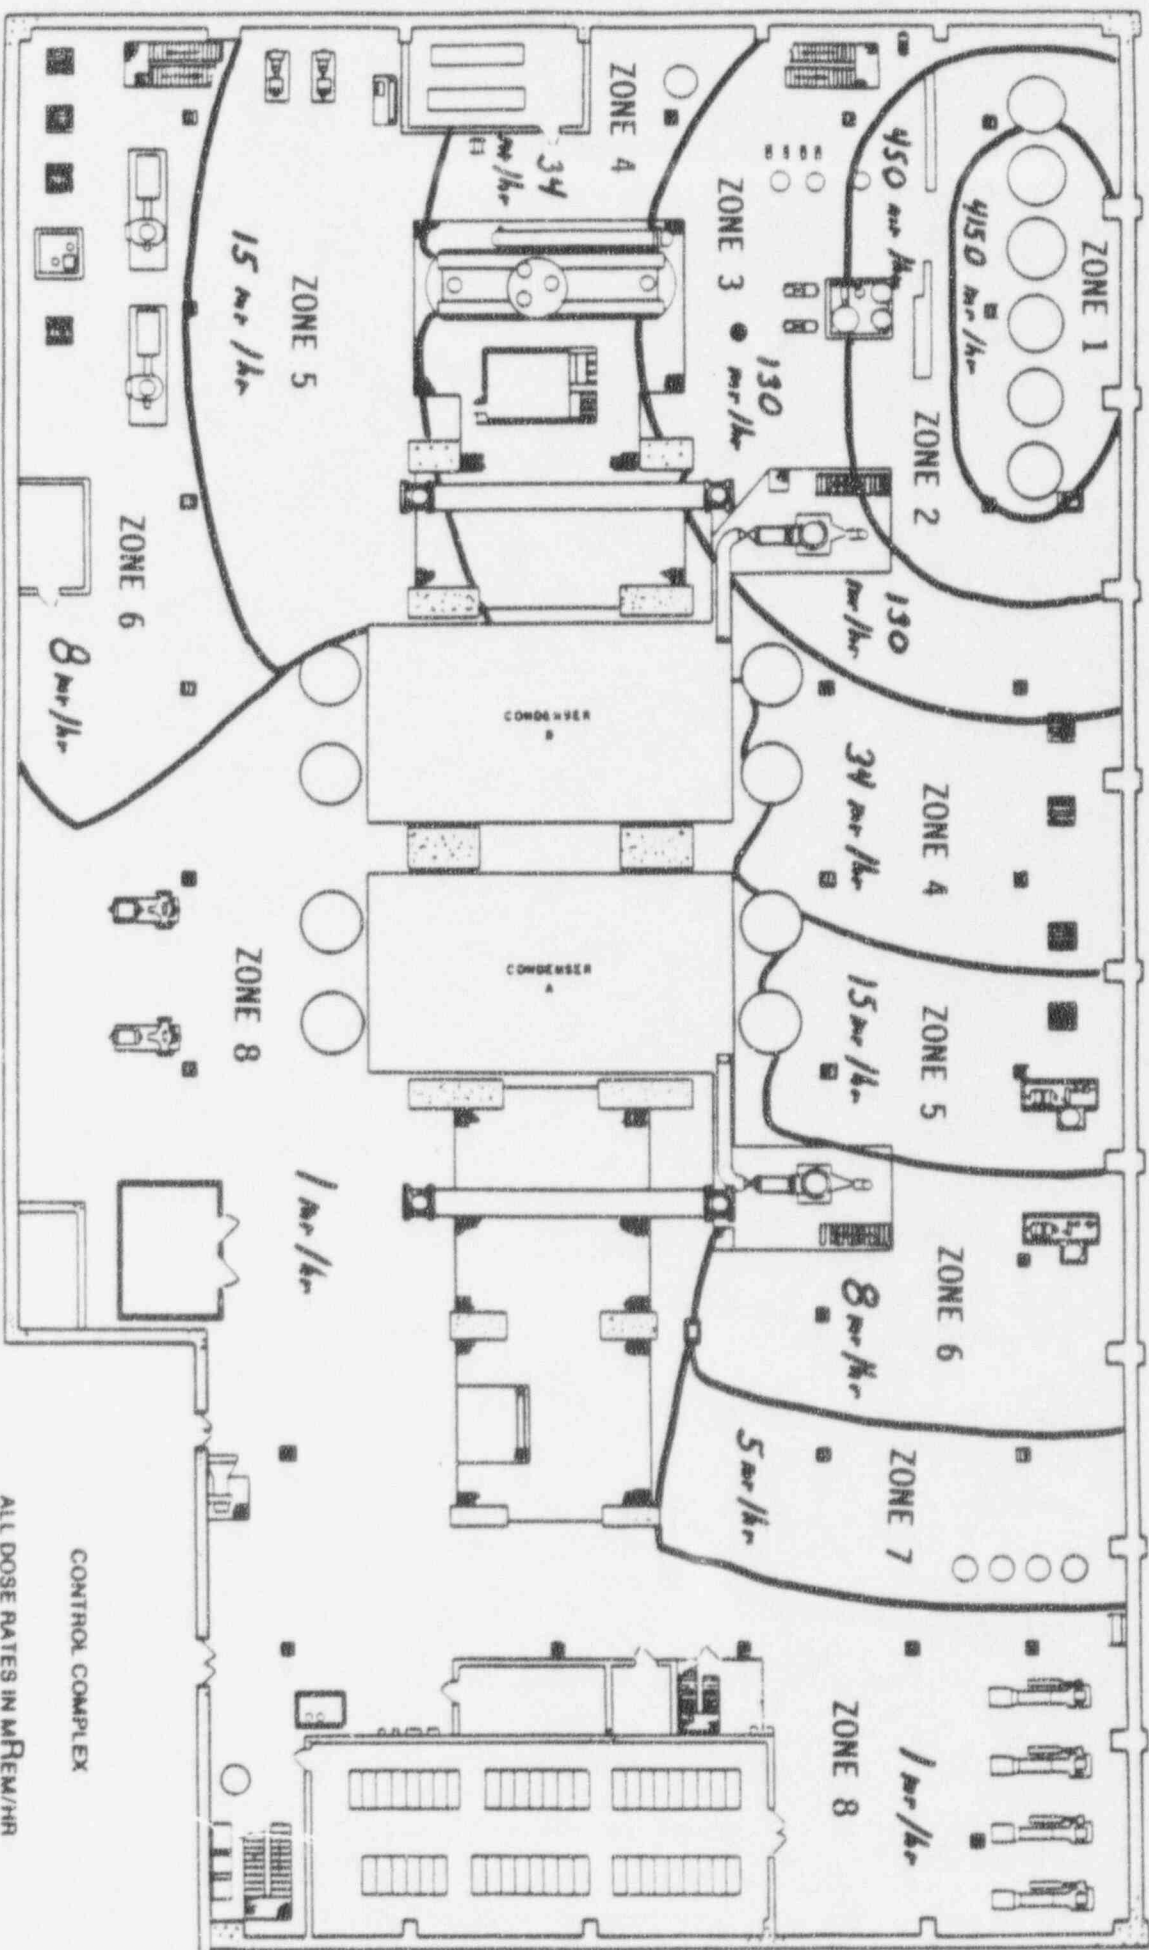 ZONE 1
4150 mr/hr
ZONE 2
450 mr/hr
ZONE 3
130
mr/hr
130
mr/hr
ZONE 4
34
mr/hr
ZONE 4
34 mr/hr
ZONE 5
15 mr/hr
ZONE 5
15 mr/hr
ZONE 6
8 mr/hr
ZONE 6
8 mr/hr
ZONE 7
5 mr/hr
ZONE 8
1 mr/hr
ZONE 8
1 mr/hr
CONDENSER
B
CONDENSER
A
CONTROL COMPLEX
ALL DOSE RATES IN MREM/HR